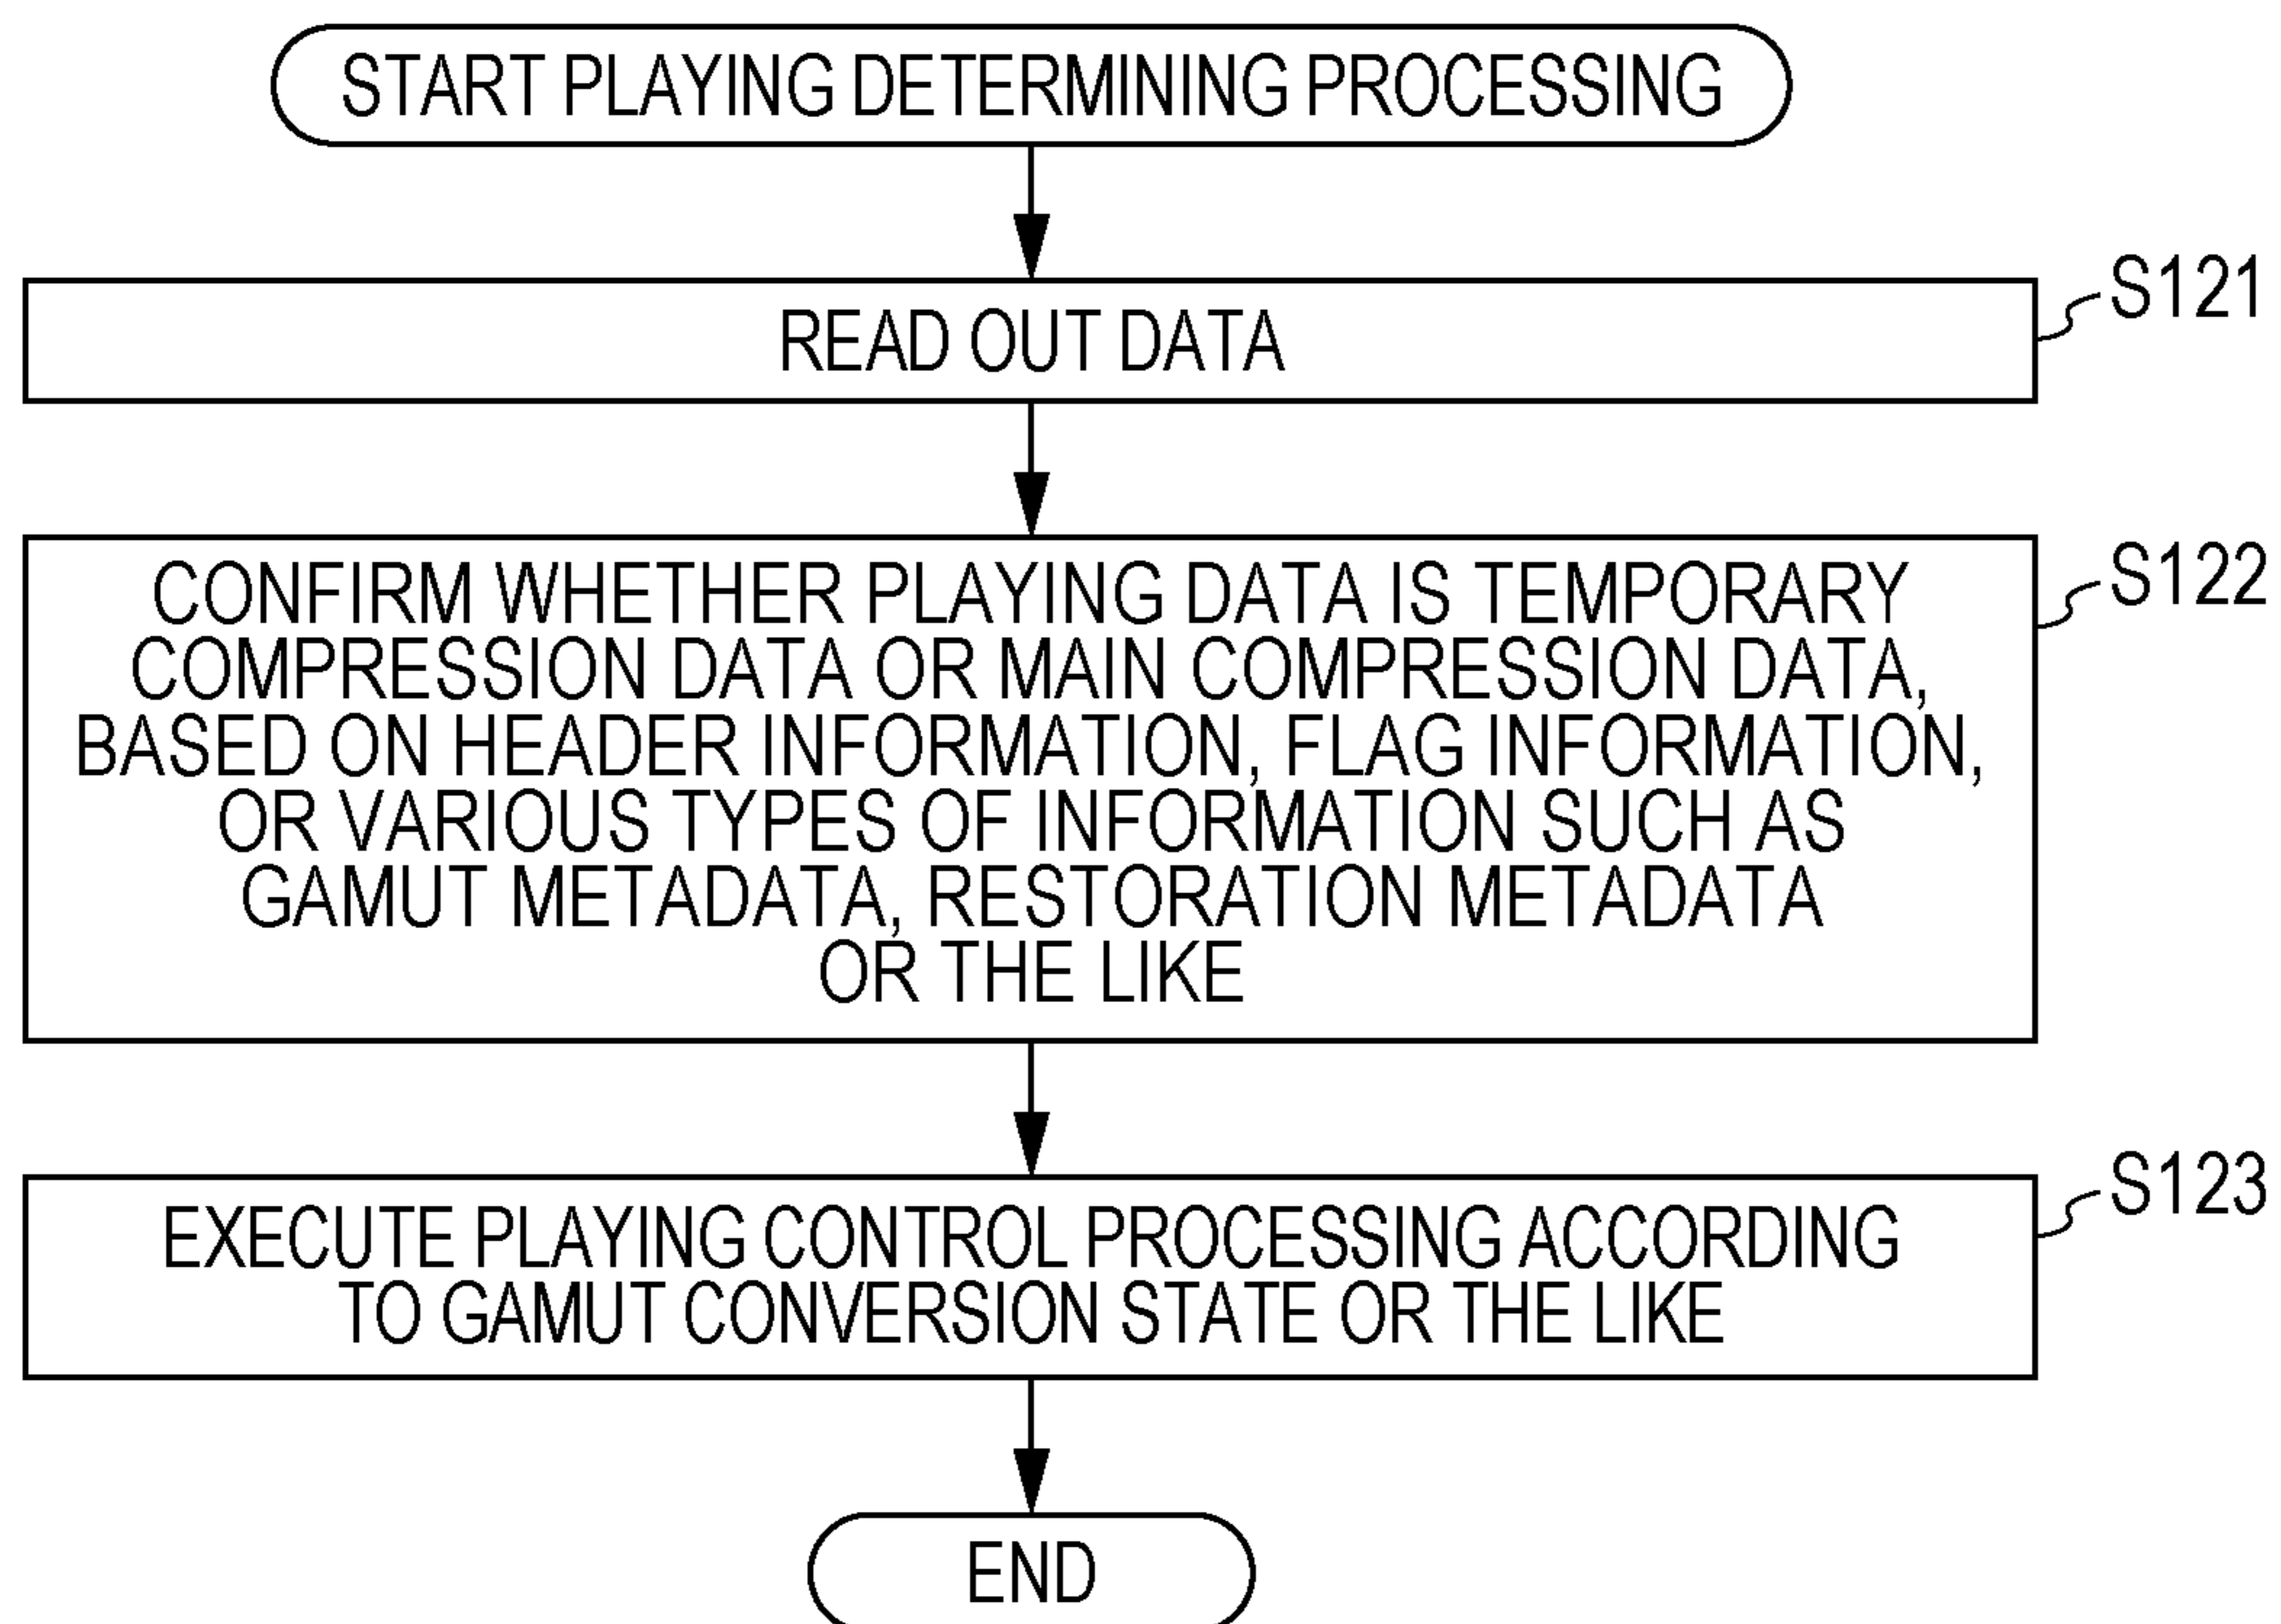 START PLAYING DETERMINING PROCESSING
S121
READ OUT DATA
S122
CONFIRM WHETHER PLAYING DATA IS TEMPORARY
COMPRESSION DATA OR MAIN COMPRESSION DATA,
BASED ON HEADER INFORMATION, FLAG INFORMATION,
OR VARIOUS TYPES OF INFORMATION SUCH AS
GAMUT METADATA, RESTORATION METADATA
OR THE LIKE
S123
EXECUTE PLAYING CONTROL PROCESSING ACCORDING
TO GAMUT CONVERSION STATE OR THE LIKE
END